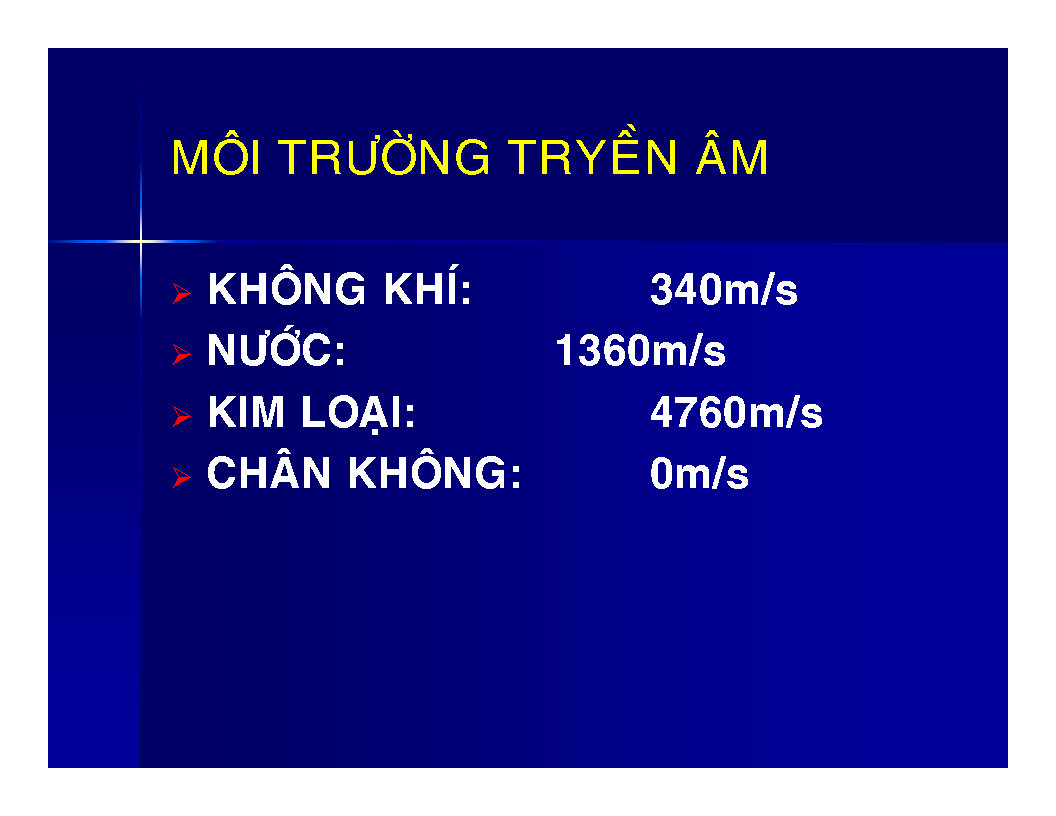 MÔI TRƯỜNG TRYỀN ÂM
KHÔNG KHÍ: 340m/s
NƯỚC: 1360m/s
KIM LOẠI: 4760m/s
CHÂN KHÔNG: 0m/s